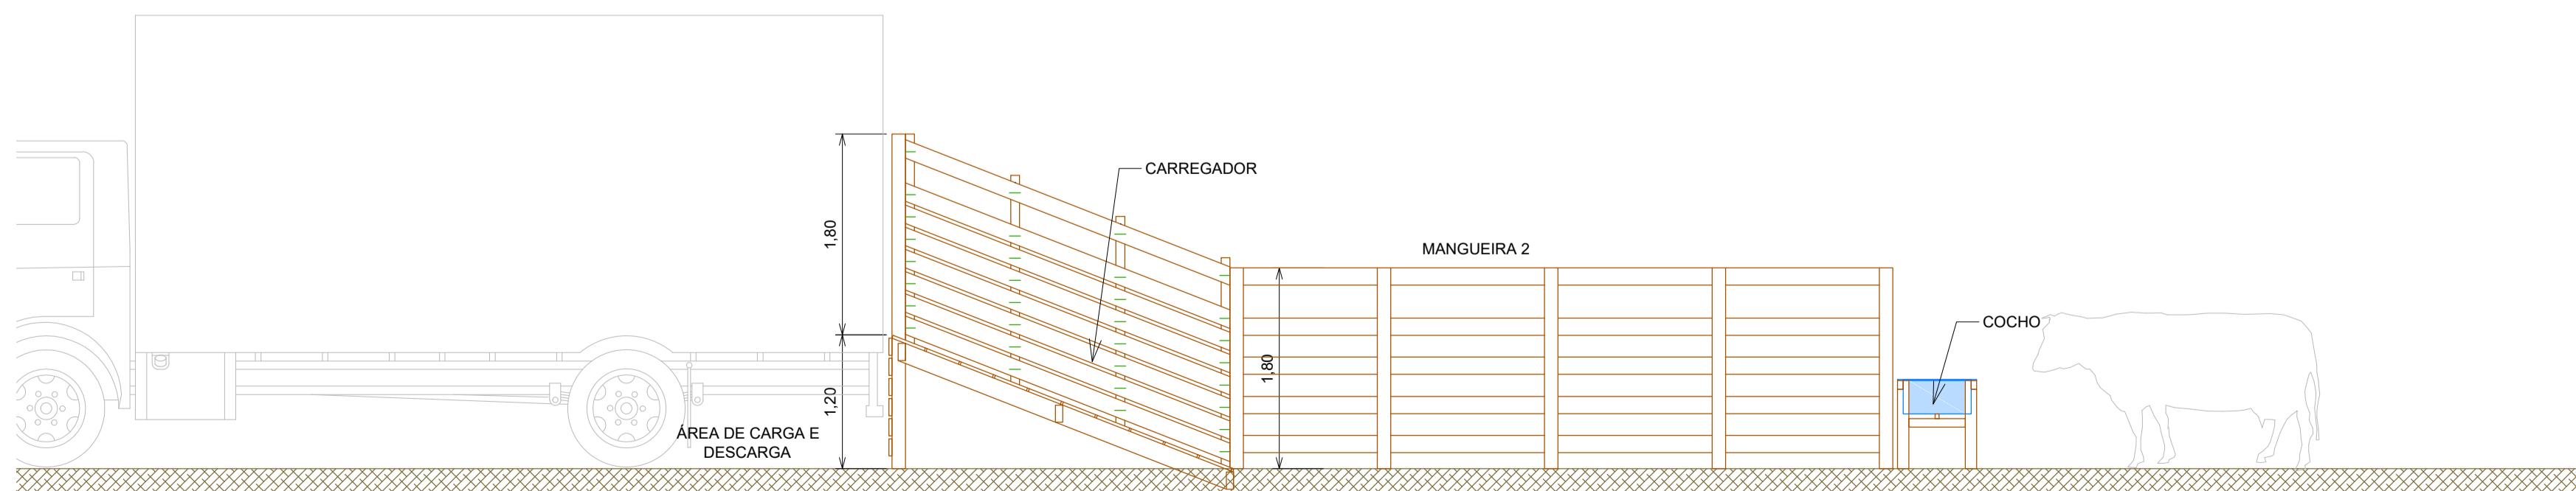 CARREGADOR
1,80
MANGUEIRA 2
COCHO
1,80
1,20
ÁREA DE CARGA E
DESCARGA